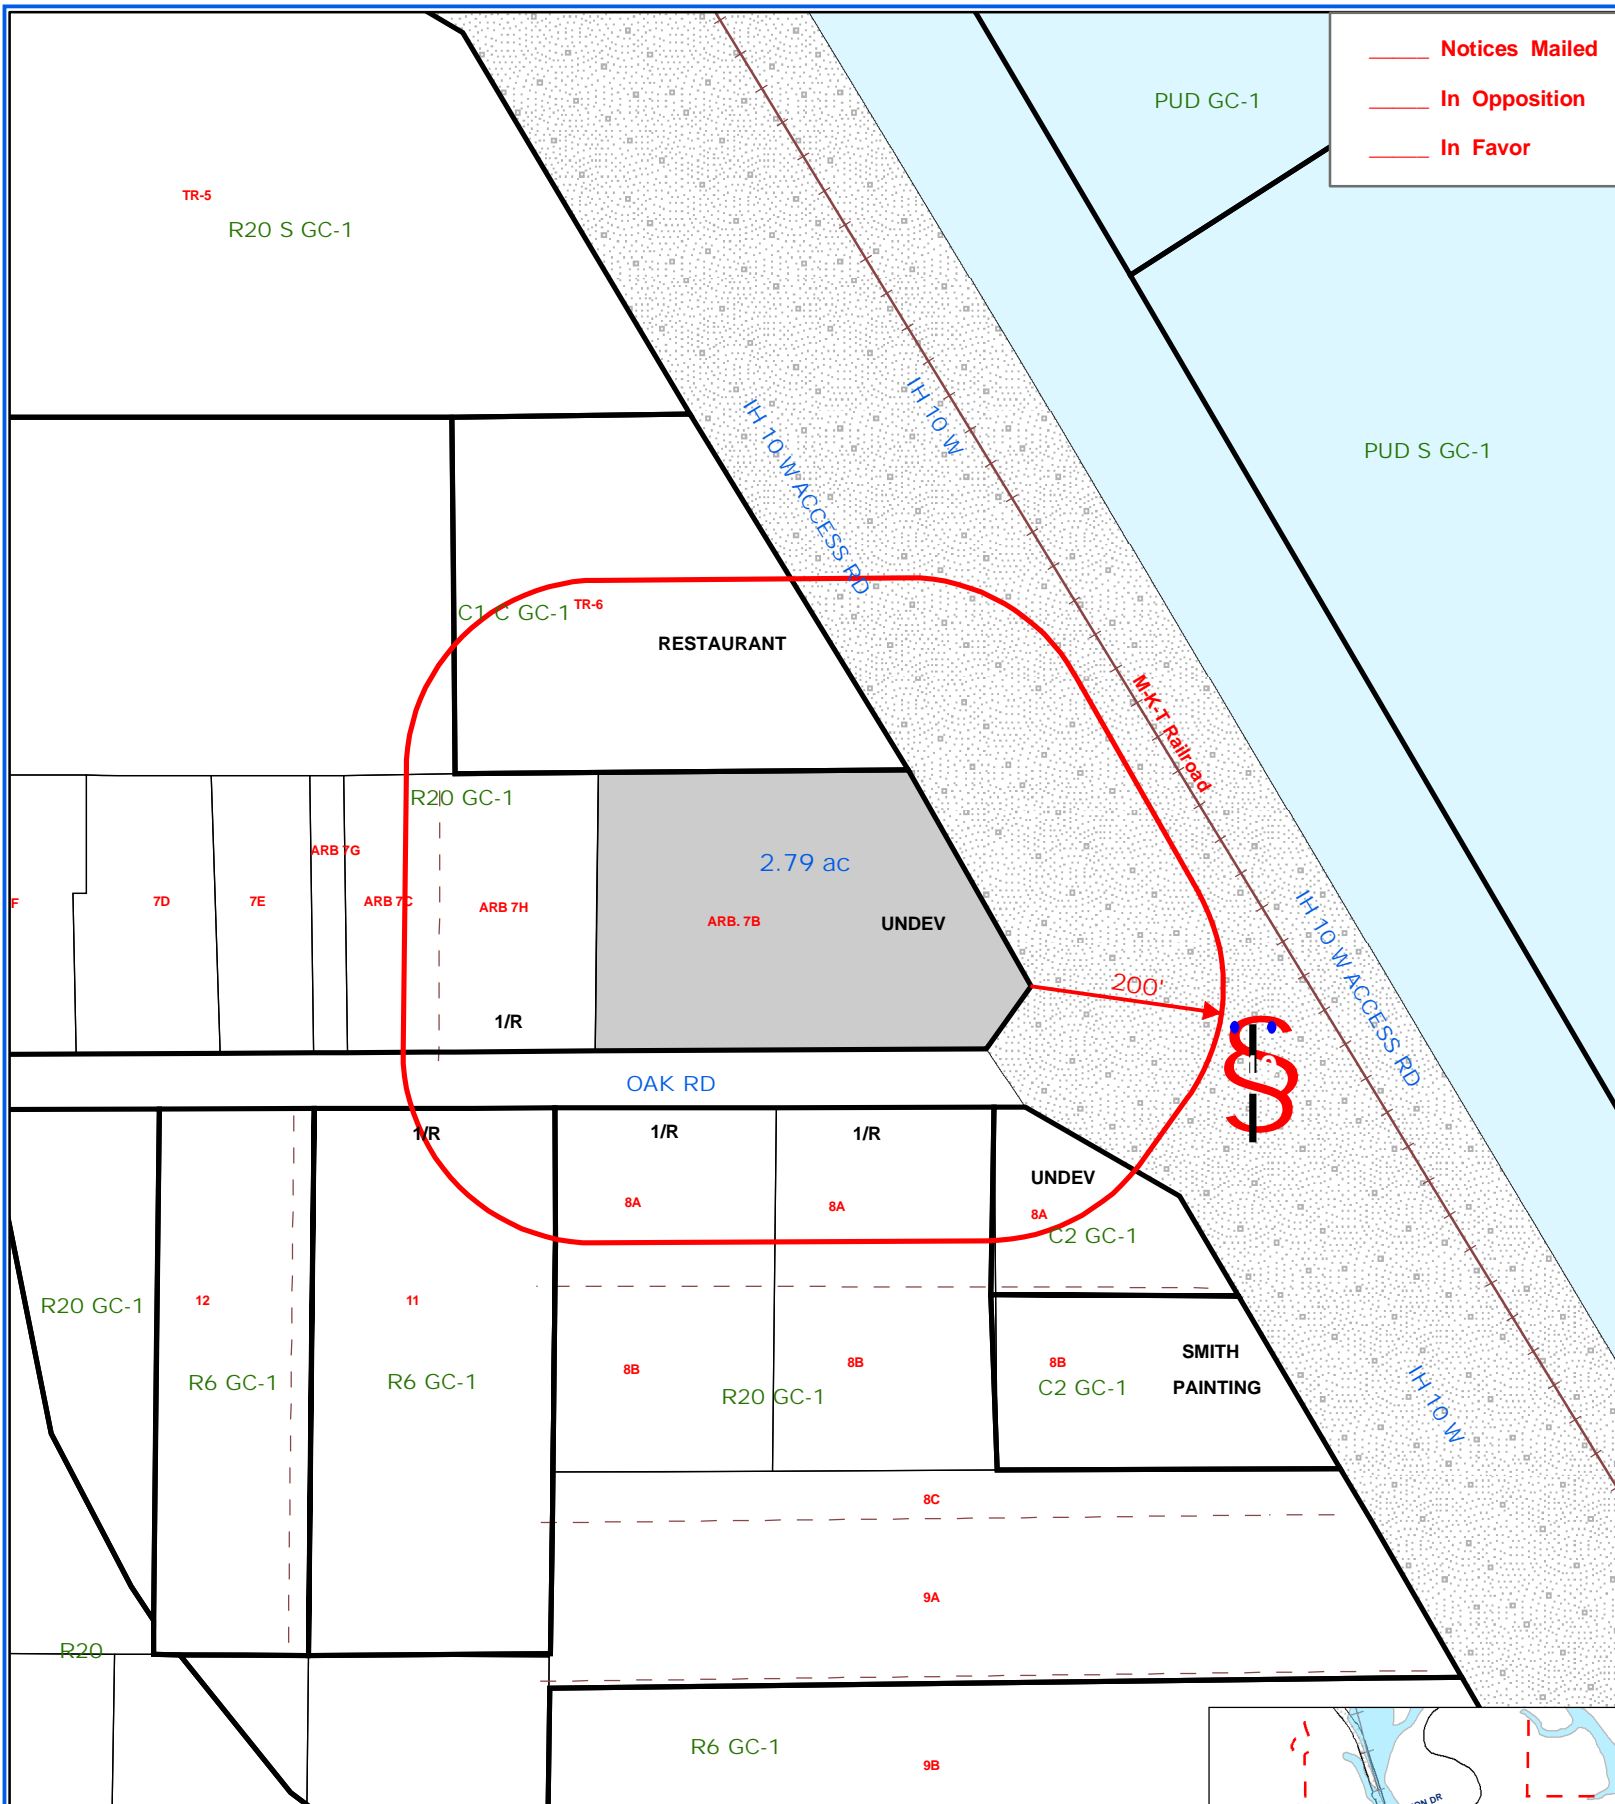 _____ Notices Mailed
_____ In Opposition
_____ In Favor
PUD GC-1
TR-5
R20 S GC-1
IH 10 W
IH 10 W ACCESS RD
PUD S GC-1
C1 C GC-1
TR-6
RESTAURANT
M-K-T Railroad
R20 GC-1
2.79 ac
ARB 7G
F
7D
7E
ARB 7C
ARB 7H
ARB. 7B
UNDEV
IH 10 W ACCESS RD
200'
1/R
OAK RD
1/R
1/R
1/R
UNDEV
8A
8A
8A
C2 GC-1
R20 GC-1
12
11
R6 GC-1
R6 GC-1
8B
8B
R20 GC-1
8B
C2 GC-1
SMITH
PAINTING
IH 10 W
8C
9A
R20
R6 GC-1
9B
ON DR